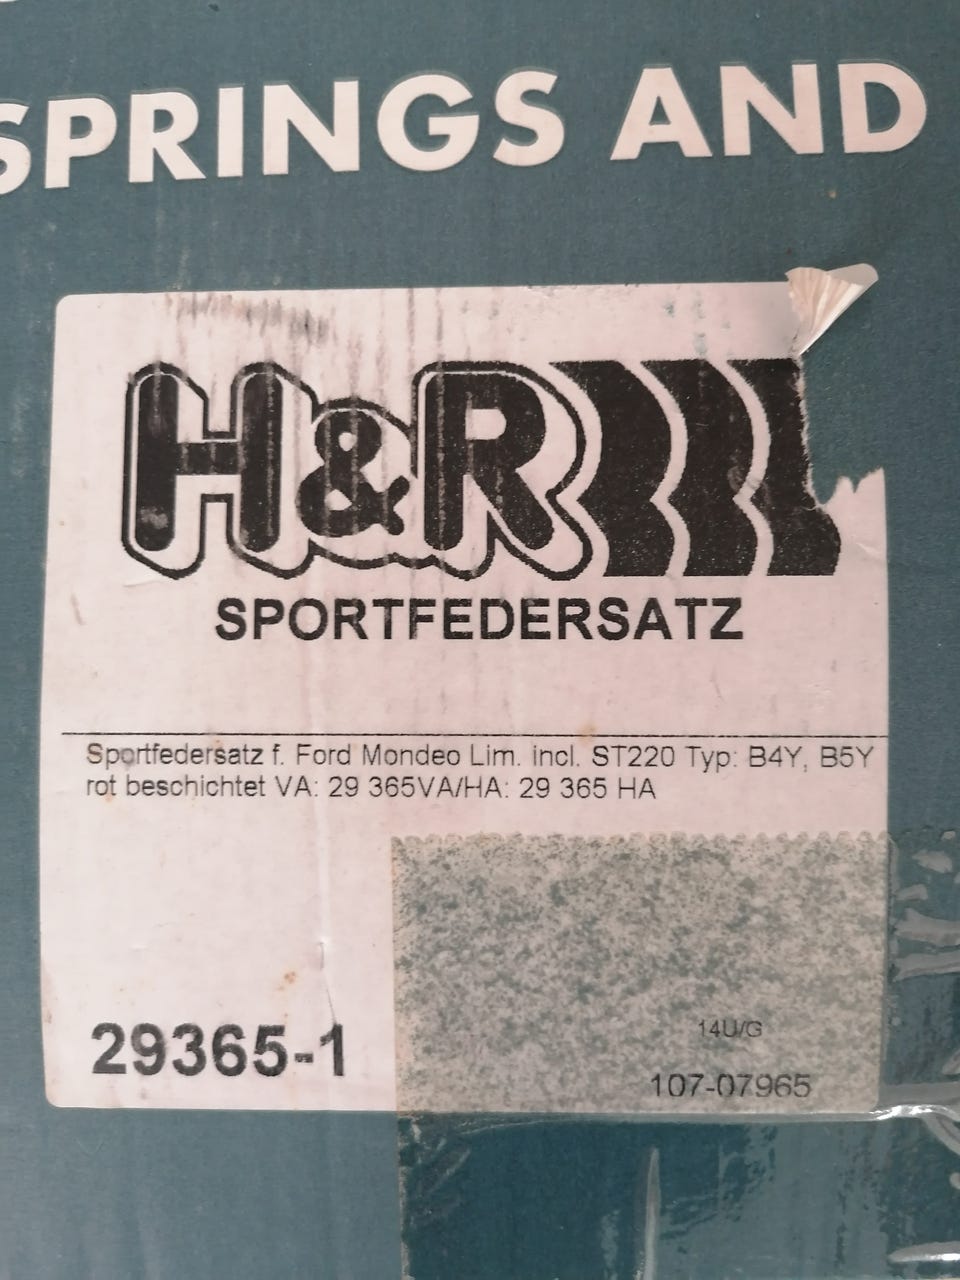 SPRINGS AND
H&R
SPORTFEDERSATZ
Sportfedersatz f. Ford Mondeo Lim. incl. ST220 Typ: B4Y, B5Y
rot beschichtet VA: 29 365VA/HA: 29 365 HA
14U/G
29365-1
107-07965